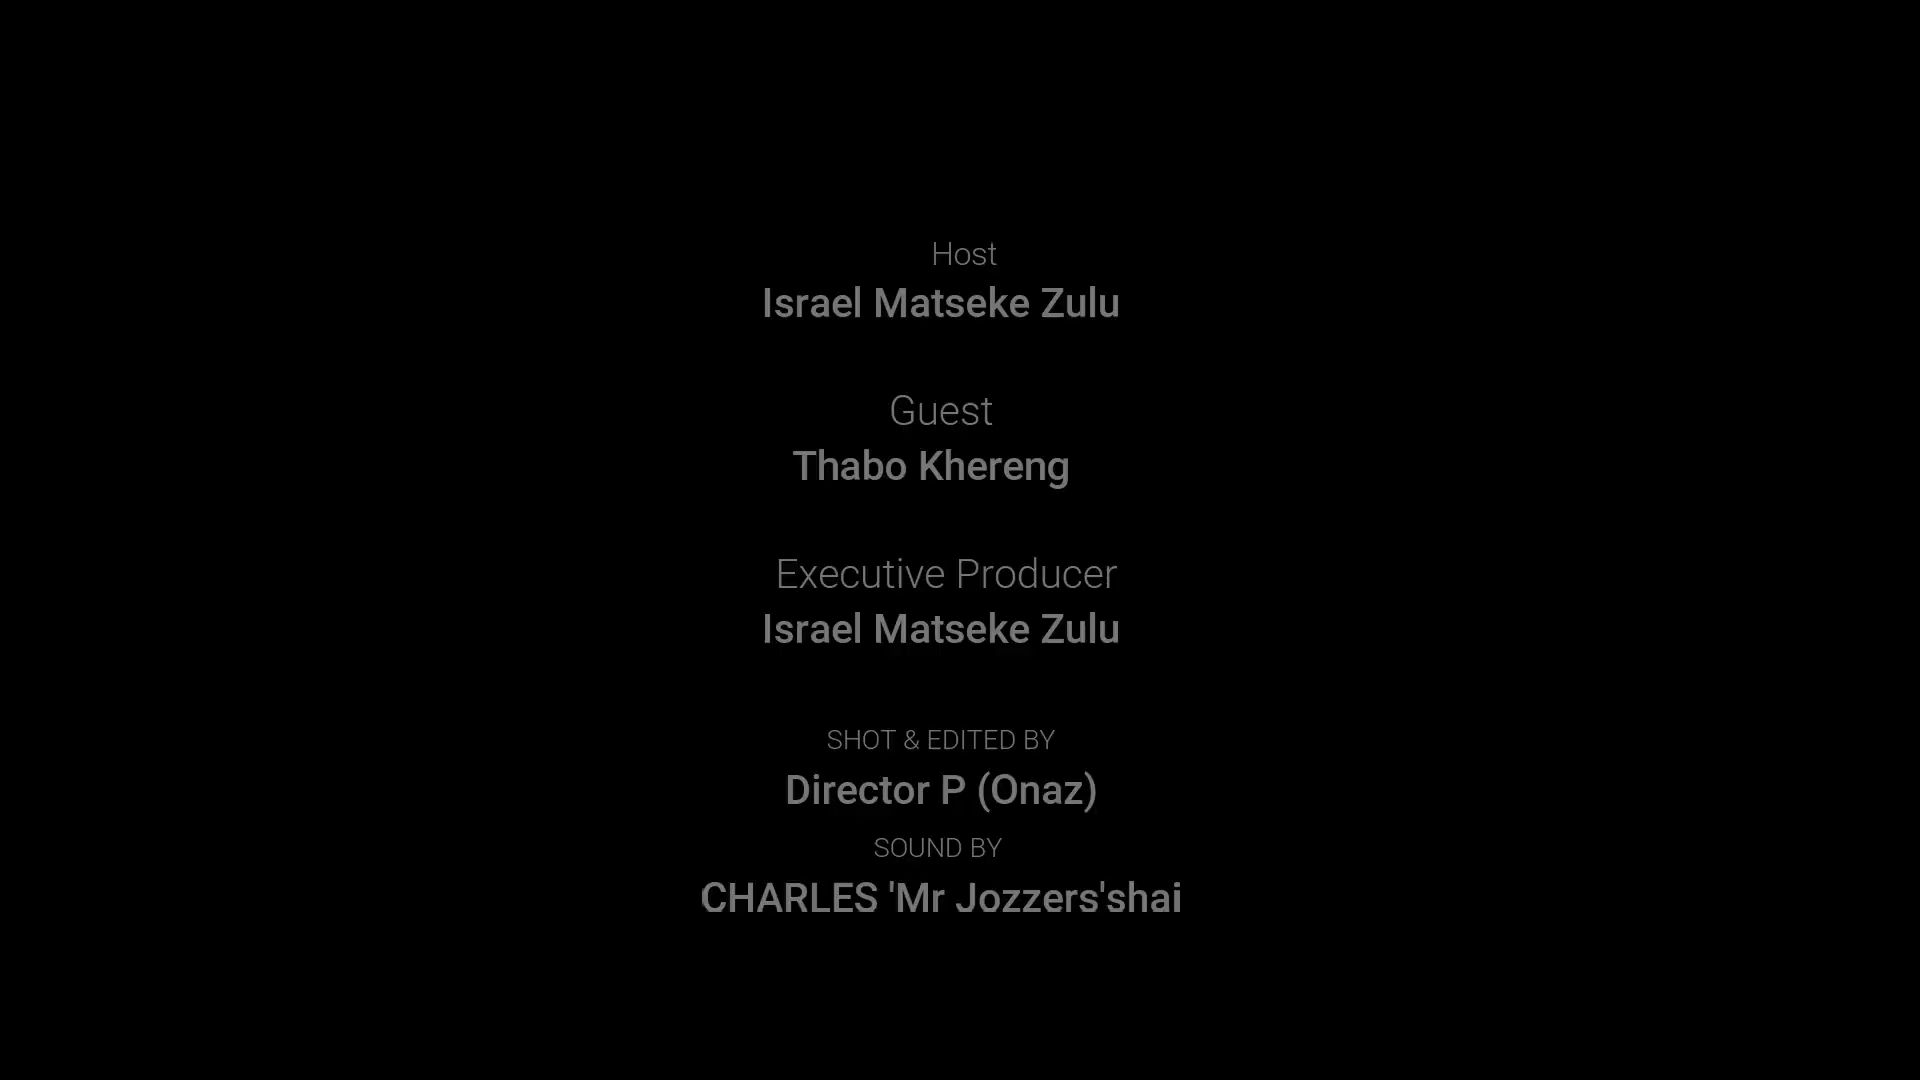 Host
Israel Matseke Zulu
Guest
Thabo Khereng
Executive Producer
Israel Matseke Zulu
SHOT & EDITED BY
Director P (Onaz)
SOUND BY
CHARLES 'Mr Jozzers'shai